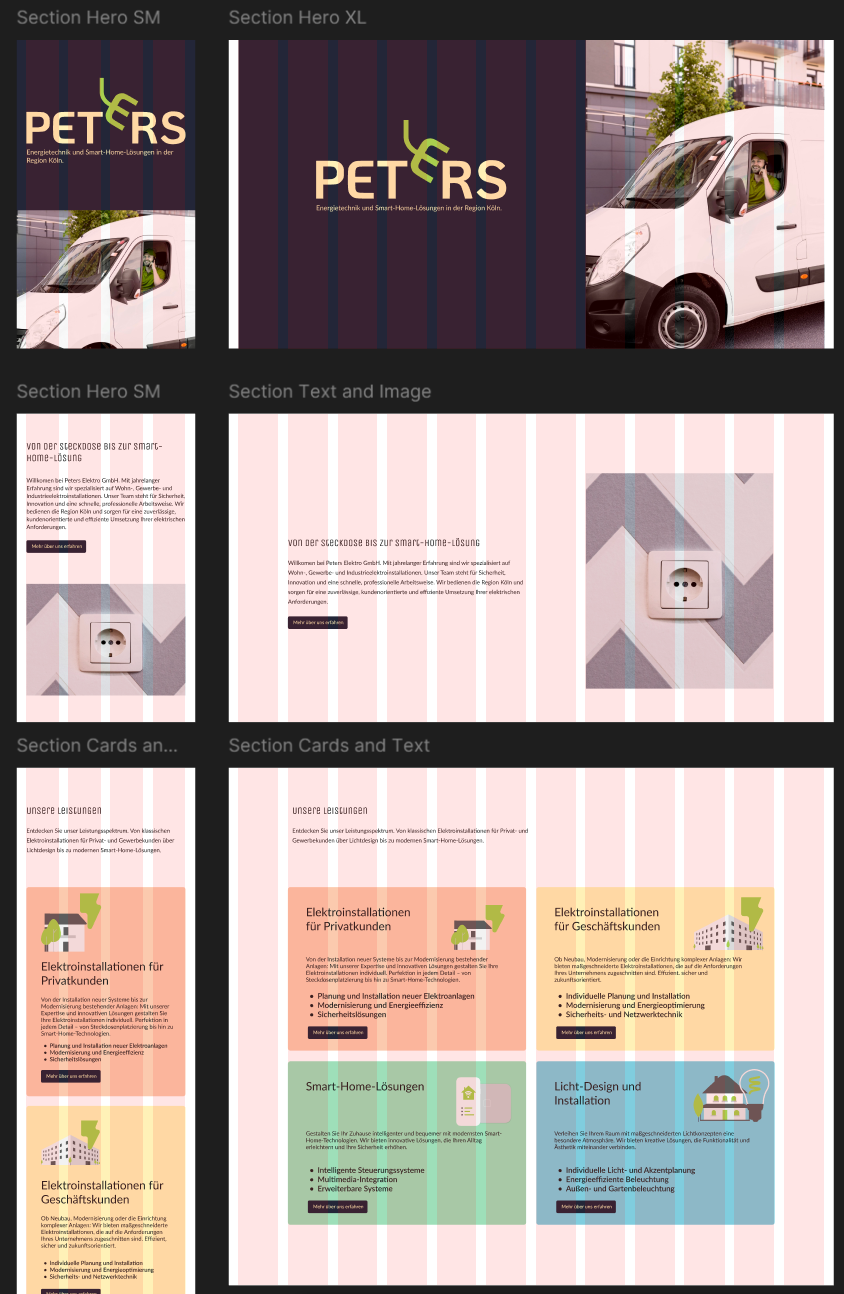 Section Hero SM
PETERS
Energietechnik und Smart-Home-Lösungen in der
Region Köln.
Section Hero XL
PETERS
Energietechnik und Smart-Home-Lösungen in der Region Köln.
Section Hero SM
Von der Steckdose bis zur Smart-
Home-Lösung
Willkommen bei Peters Elektro GmbH. Mit jahrelanger
Erfahrung sind wir spezialisiert auf Wohn-, Gewerbe- und
Industrieelektroinstallationen. Unser Team steht für Sicherheit,
Innovation und eine schnelle, professionelle Arbeitsweise. Wir
bedienen die Region Köln und sorgen für eine zuverlässige,
kundenorientierte und effiziente Umsetzung Ihrer elektrischen
Anforderungen.
Mehr über uns erfahren
Section Text and Image
Von der Steckdose bis zur Smart-Home-Lösung
Willkommen bei Peters Elektro GmbH. Mit jahrelanger Erfahrung sind wir spezialisiert auf
Wohn-, Gewerbe- und Industrieelektroinstallationen. Unser Team steht für Sicherheit,
Innovation und eine schnelle, professionelle Arbeitsweise. Wir bedienen die Region Köln und
sorgen für eine zuverlässige, kundenorientierte und effiziente Umsetzung Ihrer elektrischen
Anforderungen.
Mehr über uns erfahren
Section Cards an...
Unsere Leistungen
Entdecken Sie unser Leistungsspektrum. Von klassischen
Elektroinstallationen für Privat- und Gewerbekunden über
Lichtdesign bis zu modernen Smart-Home-Lösungen.
Elektroinstallationen für
Privatkunden
Von der Installation neuer Systeme bis zur
Modernisierung bestehender Anlagen: Mit unserer
Expertise und innovativen Lösungen gestalten Sie
Ihre Elektroinstallationen individuell. Perfektion in
jedem Detail – von Steckdosenplatzierung bis hin zu
Smart-Home-Technologien.
• Planung und Installation neuer Elektroanlagen
• Modernisierung und Energieeffizienz
• Sicherheitslösungen
Mehr über uns erfahren
Elektroinstallationen für
Geschäftskunden
Ob Neubau, Modernisierung oder die Einrichtung
komplexer Anlagen: Wir bieten maßgeschneiderte
Elektroinstallationen, die auf die Anforderungen
Ihres Unternehmens zugeschnitten sind. Effizient,
sicher und zukunftsorientiert.
• Individuelle Planung und Installation
• Modernisierung und Energieoptimierung
• Sicherheits- und Netzwerktechnik
Section Cards and Text
Unsere Leistungen
Entdecken Sie unser Leistungsspektrum. Von klassischen Elektroinstallationen für Privat- und
Gewerbekunden über Lichtdesign bis zu modernen Smart-Home-Lösungen.
Elektroinstallationen
für Privatkunden
Von der Installation neuer Systeme bis zur Modernisierung bestehender
Anlagen: Mit unserer Expertise und innovativen Lösungen gestalten Sie Ihre
Elektroinstallationen individuell. Perfektion in jedem Detail – von
Steckdosenplatzierung bis hin zu Smart-Home-Technologien.
• Planung und Installation neuer Elektroanlagen
• Modernisierung und Energieeffizienz
• Sicherheitslösungen
Mehr über uns erfahren
Elektroinstallationen
für Geschäftskunden
Ob Neubau, Modernisierung oder die Einrichtung komplexer Anlagen: Wir
bieten maßgeschneiderte Elektroinstallationen, die auf die Anforderungen
Ihres Unternehmens zugeschnitten sind. Effizient, sicher und
zukunftsorientiert.
• Individuelle Planung und Installation
• Modernisierung und Energieoptimierung
• Sicherheits- und Netzwerktechnik
Mehr über uns erfahren
Smart-Home-Lösungen
Gestalten Sie Ihr Zuhause intelligenter und bequemer mit modernsten Smart-
Home-Technologien. Wir bieten innovative Lösungen, die Ihren Alltag
erleichtern und Ihre Sicherheit erhöhen.
• Intelligente Steuerungssysteme
• Multimedia-Integration
• Erweiterbare Systeme
Mehr über uns erfahren
Licht-Design und
Installation
Verleihen Sie Ihrem Raum mit maßgeschneiderten Lichtkonzepten eine
besondere Atmosphäre. Wir bieten kreative Lösungen, die Funktionalität und
Ästhetik miteinander verbinden.
• Individuelle Licht- und Akzentplanung
• Energieeffiziente Beleuchtung
• Außen- und Gartenbeleuchtung
Mehr über uns erfahren